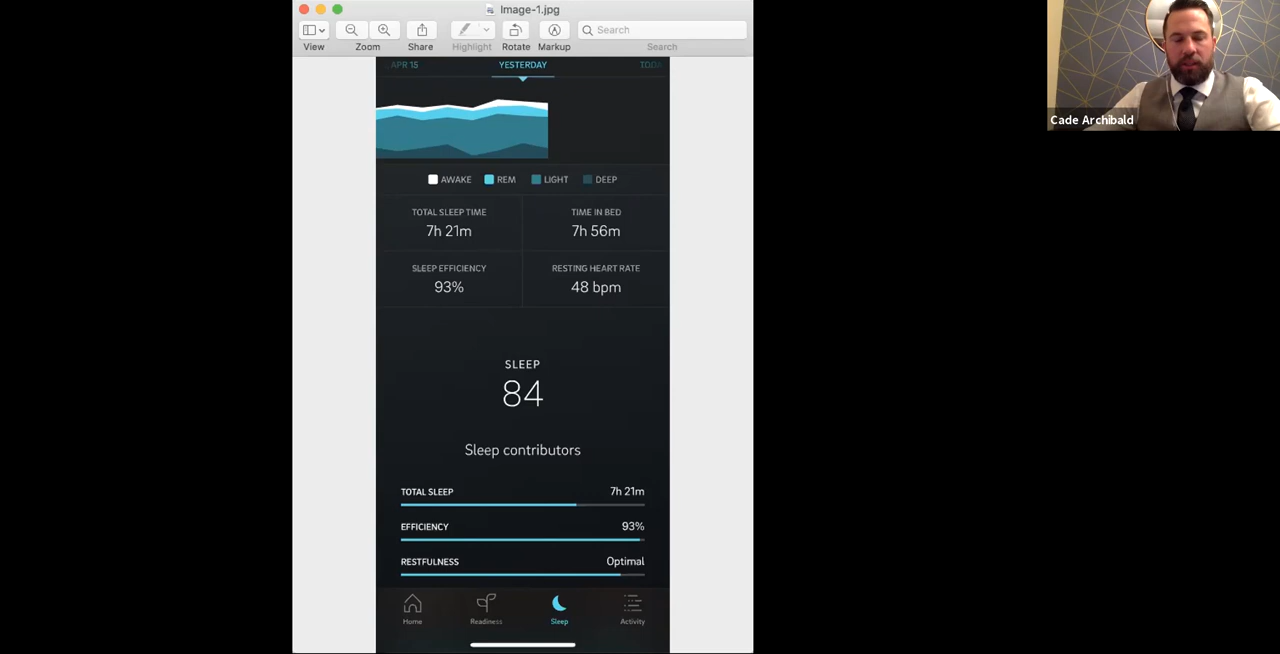 Image-1.jpg
Search
View Zoom Share Highlight Rotate Markup Search
APR 15 YESTERDAY
AWAKE REM LIGHT DEEP
TOTAL SLEEP TIME TIME IN BED
7h 21m 7h 56m
SLEEP EFFICIENCY RESTING HEART RATE
93% 48 bpm
SLEEP
84
Sleep contributors
TOTAL SLEEP 7h 21m
EFFICIENCY 93%
RESTFULNESS Optimal
Home Readiness Sleep Activity
Cade Archibald